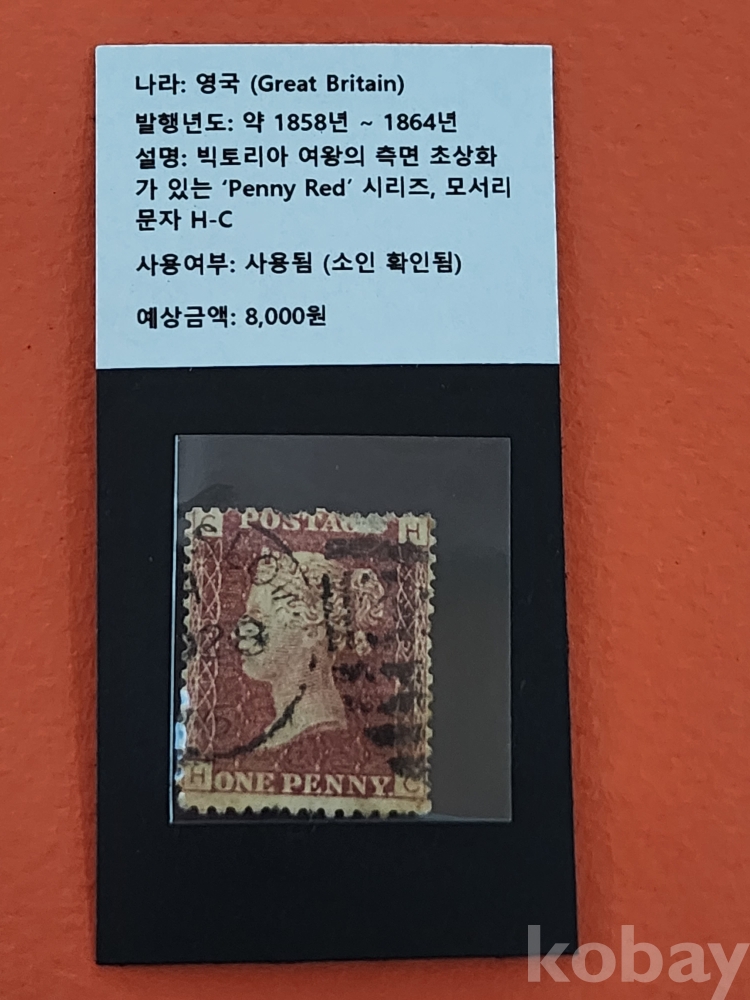 나라: 영국 (Great Britain)
발행년도: 약 1858년 ~ 1864년
설명: 빅토리아 여왕의 측면 초상화
가 있는 ‘Penny Red’ 시리즈, 모서리
문자 H-C
사용여부: 사용됨 (소인 확인됨)
예상금액: 8,000원
C POSTAGE H
LO
28
H ONE PENNY. C
kobay